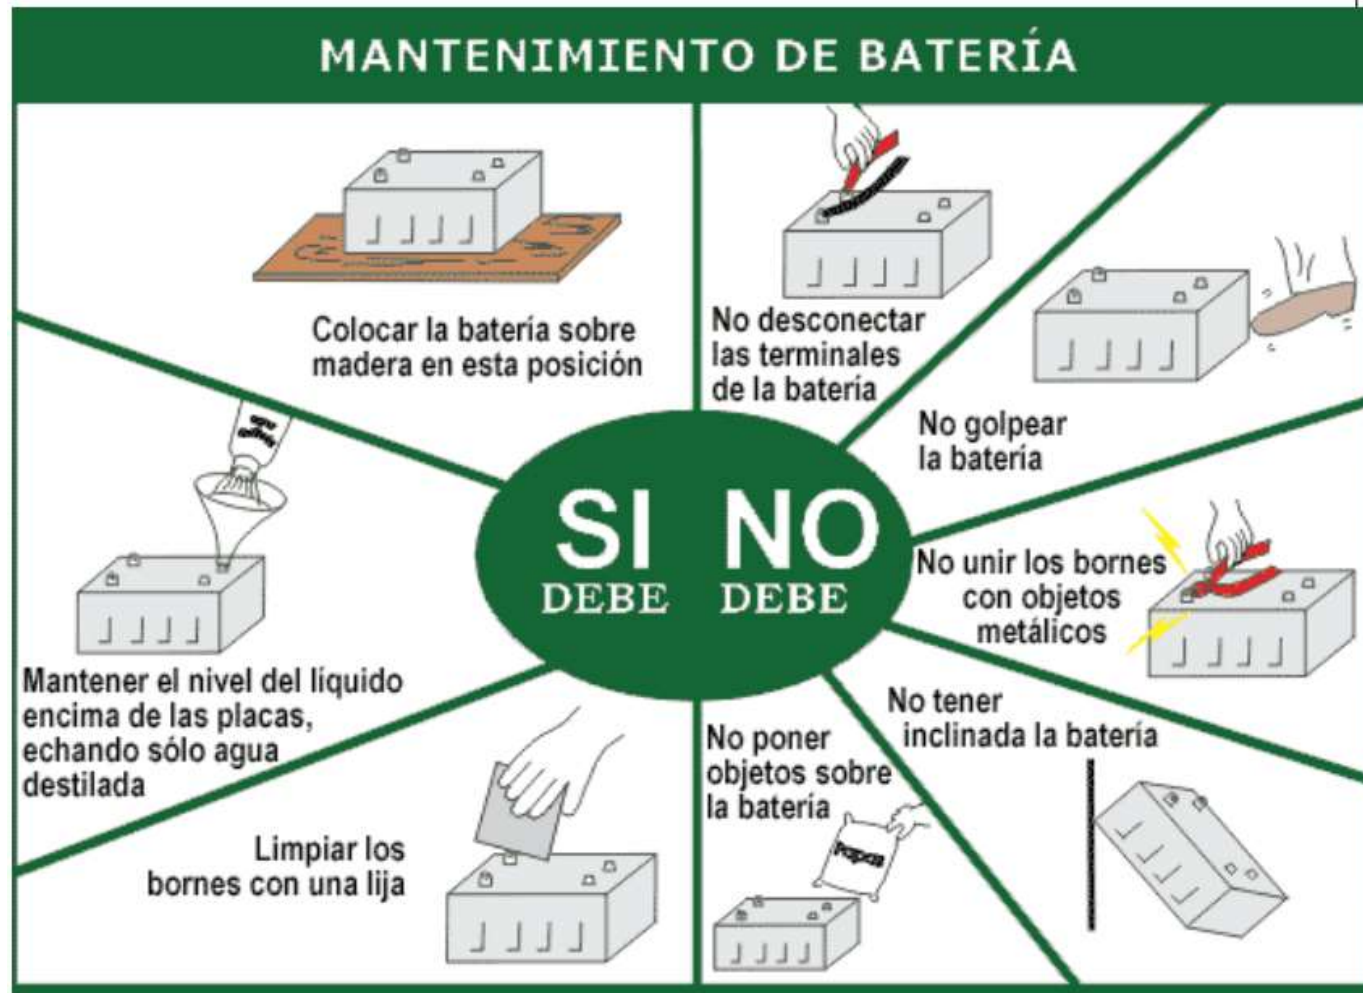 MANTENIMIENTO DE BATERÍA
Colocar la batería sobre
madera en esta posición
Mantener el nivel del líquido
encima de las placas,
echando sólo agua
destilada
Limpiar los
bornes con una lija
SI
DEBE
NO
DEBE
No desconectar
las terminales
de la batería
No golpear
la batería
No unir los bornes
con objetos
metálicos
No tener
inclinada la batería
No poner
objetos sobre
la batería
Papas